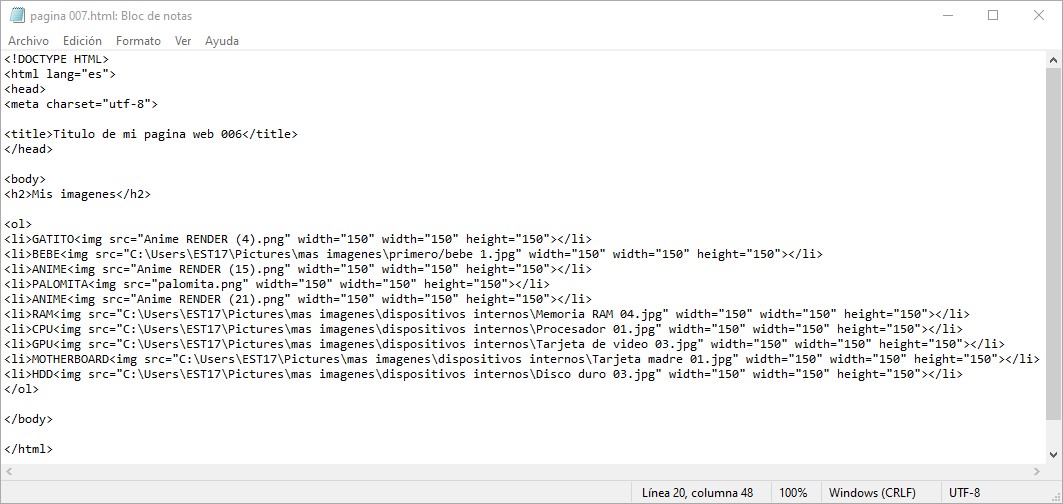 pagina 007.html: Bloc de notas
Archivo Edición Formato Ver Ayuda
<!DOCTYPE HTML>
<html lang="es">
<head>
<meta charset="utf-8">
<title>Titulo de mi pagina web 006</title>
</head>
<body>
<h2>Mis imagenes</h2>
<ol>
<li>GATITO<img src="Anime RENDER (4).png" width="150" width="150" height="150"></li>
<li>BEBE<img src="C:\Users\EST17\Pictures\mas imagenes\primero/bebe 1.jpg" width="150" width="150" height="150"></li>
<li>ANIME<img src="Anime RENDER (15).png" width="150" width="150" height="150"></li>
<li>PALOMITA<img src="palomita.png" width="150" width="150" height="150"></li>
<li>ANIME<img src="Anime RENDER (21).png" width="150" width="150" height="150"></li>
<li>RAM<img src="C:\Users\EST17\Pictures\mas imagenes\dispositivos internos\Memoria RAM 04.jpg" width="150" width="150" height="150"></li>
<li>CPU<img src="C:\Users\EST17\Pictures\mas imagenes\dispositivos internos\Procesador 01.jpg" width="150" width="150" height="150"></li>
<li>GPU<img src="C:\Users\EST17\Pictures\mas imagenes\dispositivos internos\Tarjeta de video 03.jpg" width="150" width="150" height="150"></li>
<li>MOTHERBOARD<img src="C:\Users\EST17\Pictures\mas imagenes\dispositivos internos\Tarjeta madre 01.jpg" width="150" width="150" height="150"></li>
<li>HDD<img src="C:\Users\EST17\Pictures\mas imagenes\dispositivos internos\Disco duro 03.jpg" width="150" width="150" height="150"></li>
</ol>
</body>
</html>
Línea 20, columna 48 100% Windows (CRLF) UTF-8